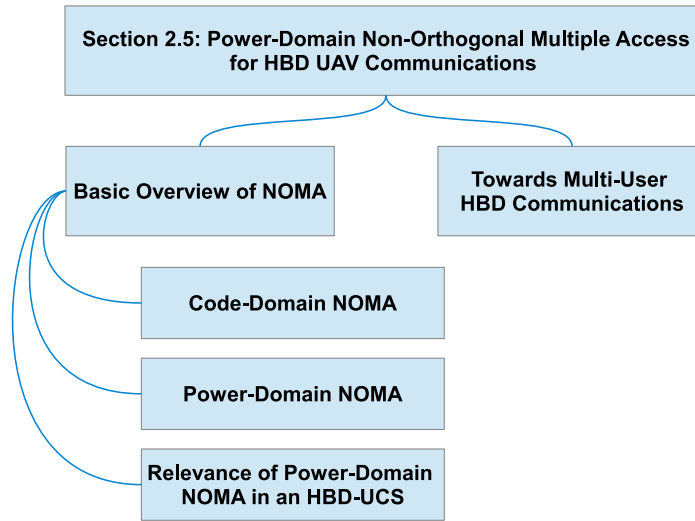 Section 2.5: Power-Domain Non-Orthogonal Multiple Access
for HBD UAV Communications
Basic Overview of NOMA
Towards Multi-User
HBD Communications
Code-Domain NOMA
Power-Domain NOMA
Relevance of Power-Domain
NOMA in an HBD-UCS